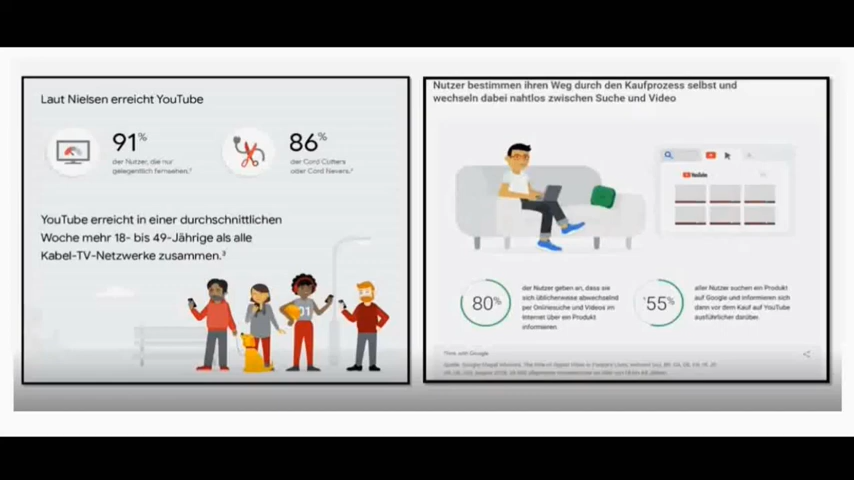 Laut Nielsen erreicht YouTube
91%
der Nutzer, die nur
gelegentlich fernsehen.
86%
der Cord Cutters
oder Cord Nevers.
YouTube erreicht in einer durchschnittlichen
Woche mehr 18- bis 49-Jährige als alle
Kabel-TV-Netzwerke zusammen.³
01
Nutzer bestimmen ihren Weg durch den Kaufprozess selbst und
wechseln dabei nahtlos zwischen Suche und Video
YouTube
80%
der Nutzer geben an, dass sie
sich üblicherweise abwechselnd
per Onlinesuche und Videos im
Internet über ein Produkt
informieren
55%
aller Nutzer suchen ein Produkt
auf Google und informieren sich
dann vor dem Kauf auf YouTube
ausführlicher darüber.
Think with Google